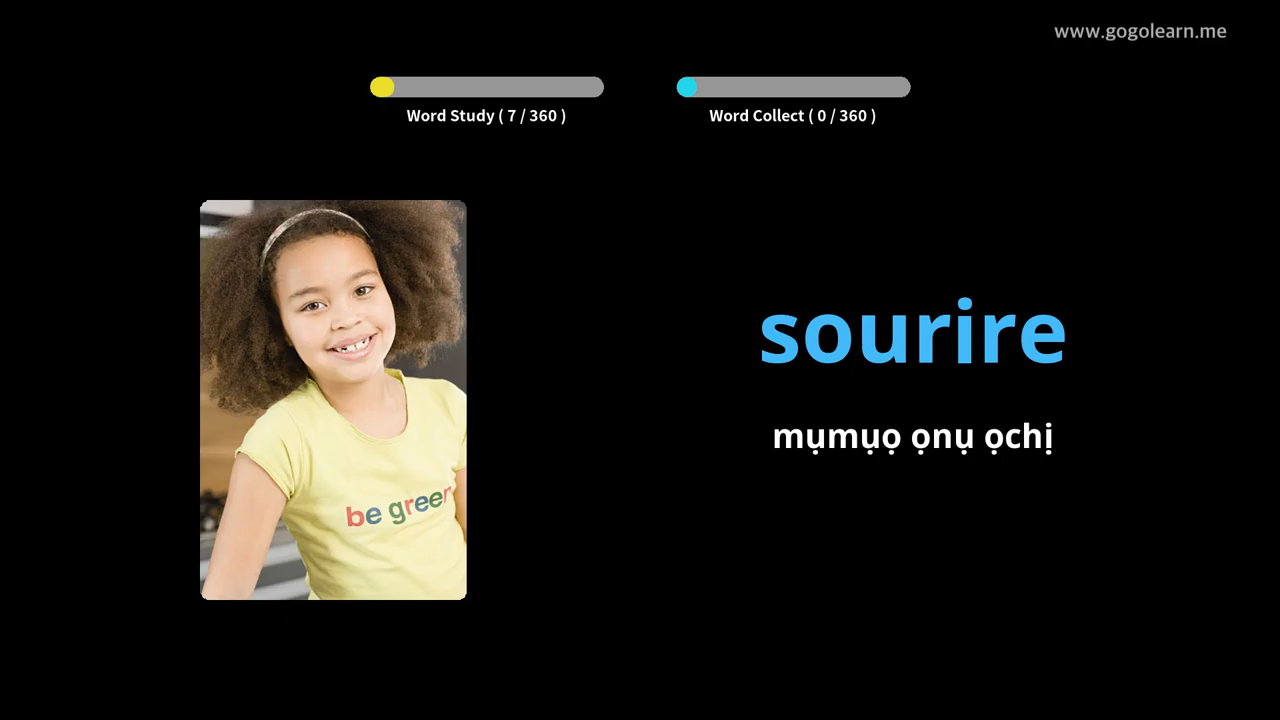 www.gogolearn.me
Word Study ( 7 / 360 )
Word Collect ( 0 / 360 )
be green
sourire
mụmụọ ọnụ ọchị